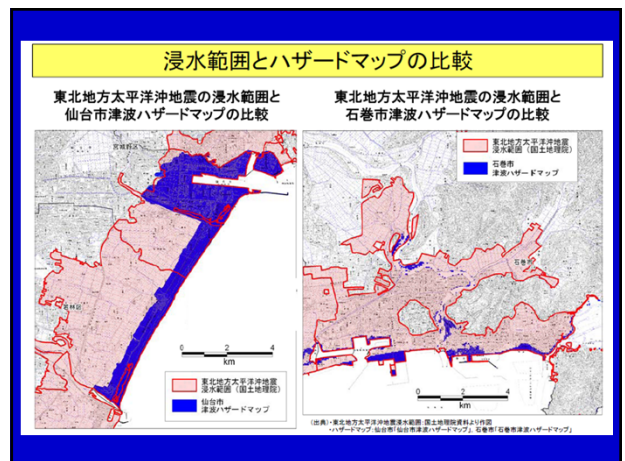 浸水範囲とハザードマップの比較
東北地方太平洋沖地震の浸水範囲と
仙台市津波ハザードマップの比較
宮城野区
若林区
0 2 4
km
東北地方太平洋沖地震
浸水範囲（国土地理院）
仙台市
津波ハザードマップ
東北地方太平洋沖地震の浸水範囲と
石巻市津波ハザードマップの比較
東北地方太平洋沖地震
浸水範囲（国土地理院）
石巻市
津波ハザードマップ
石巻市
0 2 4
km
（出典）・東北地方太平洋沖地震浸水範囲：国土地理院資料より作図
・ハザードマップ：仙台市「仙台市津波ハザードマップ」、石巻市「石巻市津波ハザードマップ」